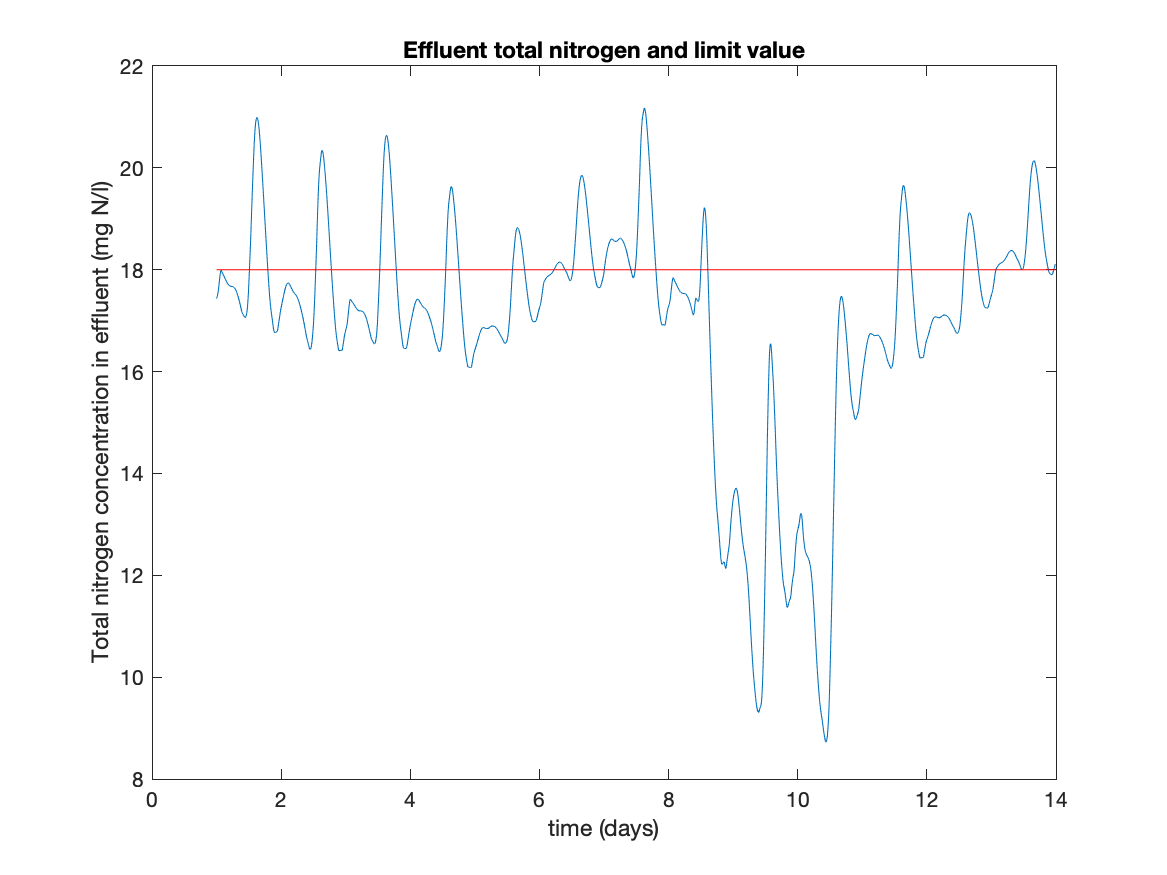 Effluent total nitrogen and limit value
22
20
18
16
14
12
10
8
Total nitrogen concentration in effluent (mg N/l)
0 2 4 6 8 10 12 14
time (days)